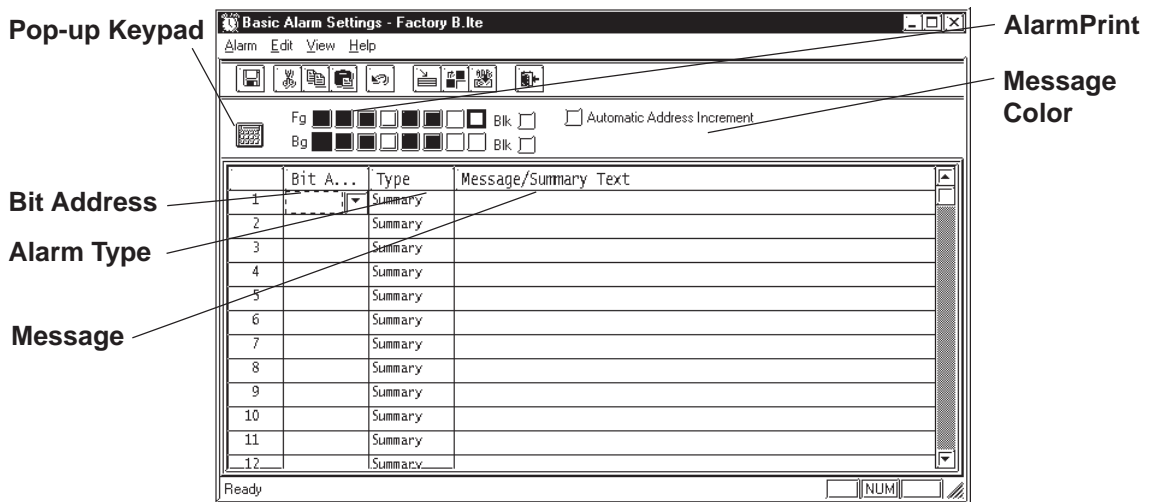 Pop-up Keypad
Basic Alarm Settings - Factory B.lte
AlarmPrint
Alarm Edit View Help
Message
Color
Fg Blk Automatic Address Increment
Bg Blk
Bit A... Type Message/Summary Text
Bit Address
Alarm Type
Message
1 Summary
2 Summary
3 Summary
4 Summary
5 Summary
6 Summary
7 Summary
8 Summary
9 Summary
10 Summary
11 Summary
12 Summary
Ready NUM